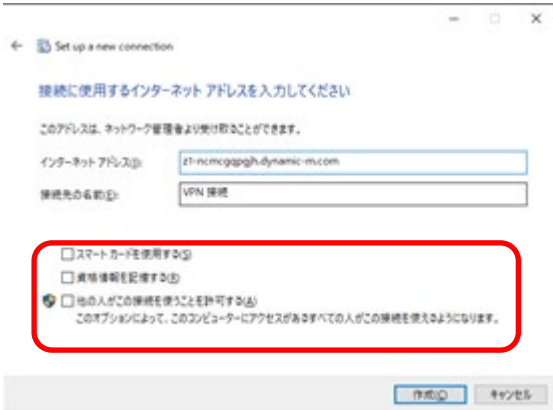 Set up a new connection
接続に使用するインターネット アドレスを入力してください
このアドレスは、ネットワーク管理者より受け取ることができます。
インターネット アドレス(I): z1-ncmcgqpgjh.dynamic-m.com
接続先の名前(E): VPN 接続
スマート カードを使用する(S)
資格情報を記憶する(R)
他の人がこの接続を使うことを許可する(A)
このオプションによって、このコンピューターにアクセスがあるすべての人がこの接続を使えるようになります。
作成(C) キャンセル